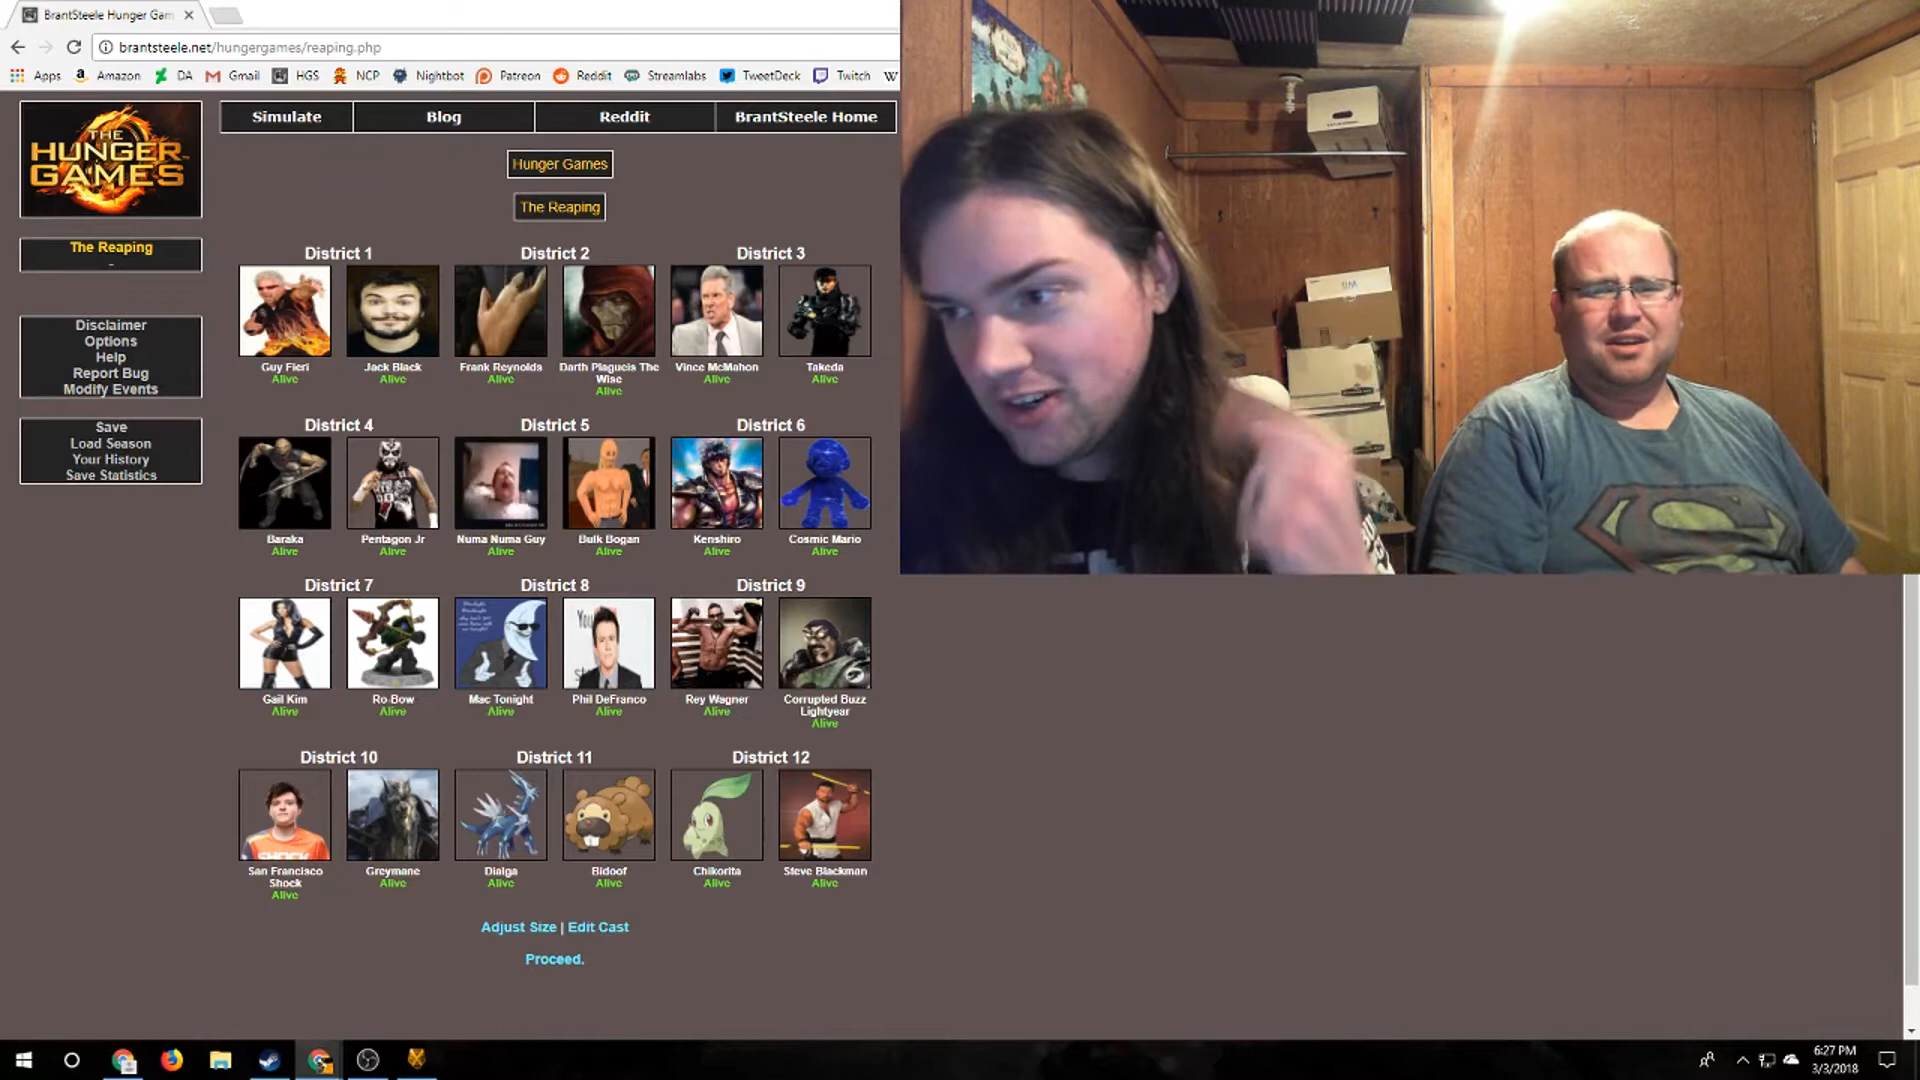 BrantSteele Hunger Gam
brantsteele.net/hungergames/reaping.php
Apps Amazon DA Gmail HGS NCP Nightbot Patreon Reddit Streamlabs TweetDeck Twitch W
THE HUNGER GAMES
Simulate Blog Reddit BrantSteele Home
Hunger Games
The Reaping
The Reaping
-
Disclaimer
Options
Help
Report Bug
Modify Events
Save
Load Season
Your History
Save Statistics
District 1 District 2 District 3
Guy Fieri Jack Black Frank Reynolds Darth Plagueis The Wise Vince McMahon Takeda
Alive Alive Alive Alive Alive Alive
District 4 District 5 District 6
Baraka Pentagon Jr Numa Numa Guy Bulk Bogan Kenshiro Cosmic Mario
Alive Alive Alive Alive Alive Alive
District 7 District 8 District 9
Gail Kim Ro-Bow Mac Tonight Phil DeFranco Rey Wagner Corrupted Buzz Lightyear
Alive Alive Alive Alive Alive Alive
District 10 District 11 District 12
SHOCK
San Francisco Shock Greymane Dialga Bidoof Chikorita Steve Blackman
Alive Alive Alive Alive Alive Alive
Adjust Size | Edit Cast
Proceed.
6:27 PM
3/3/2018